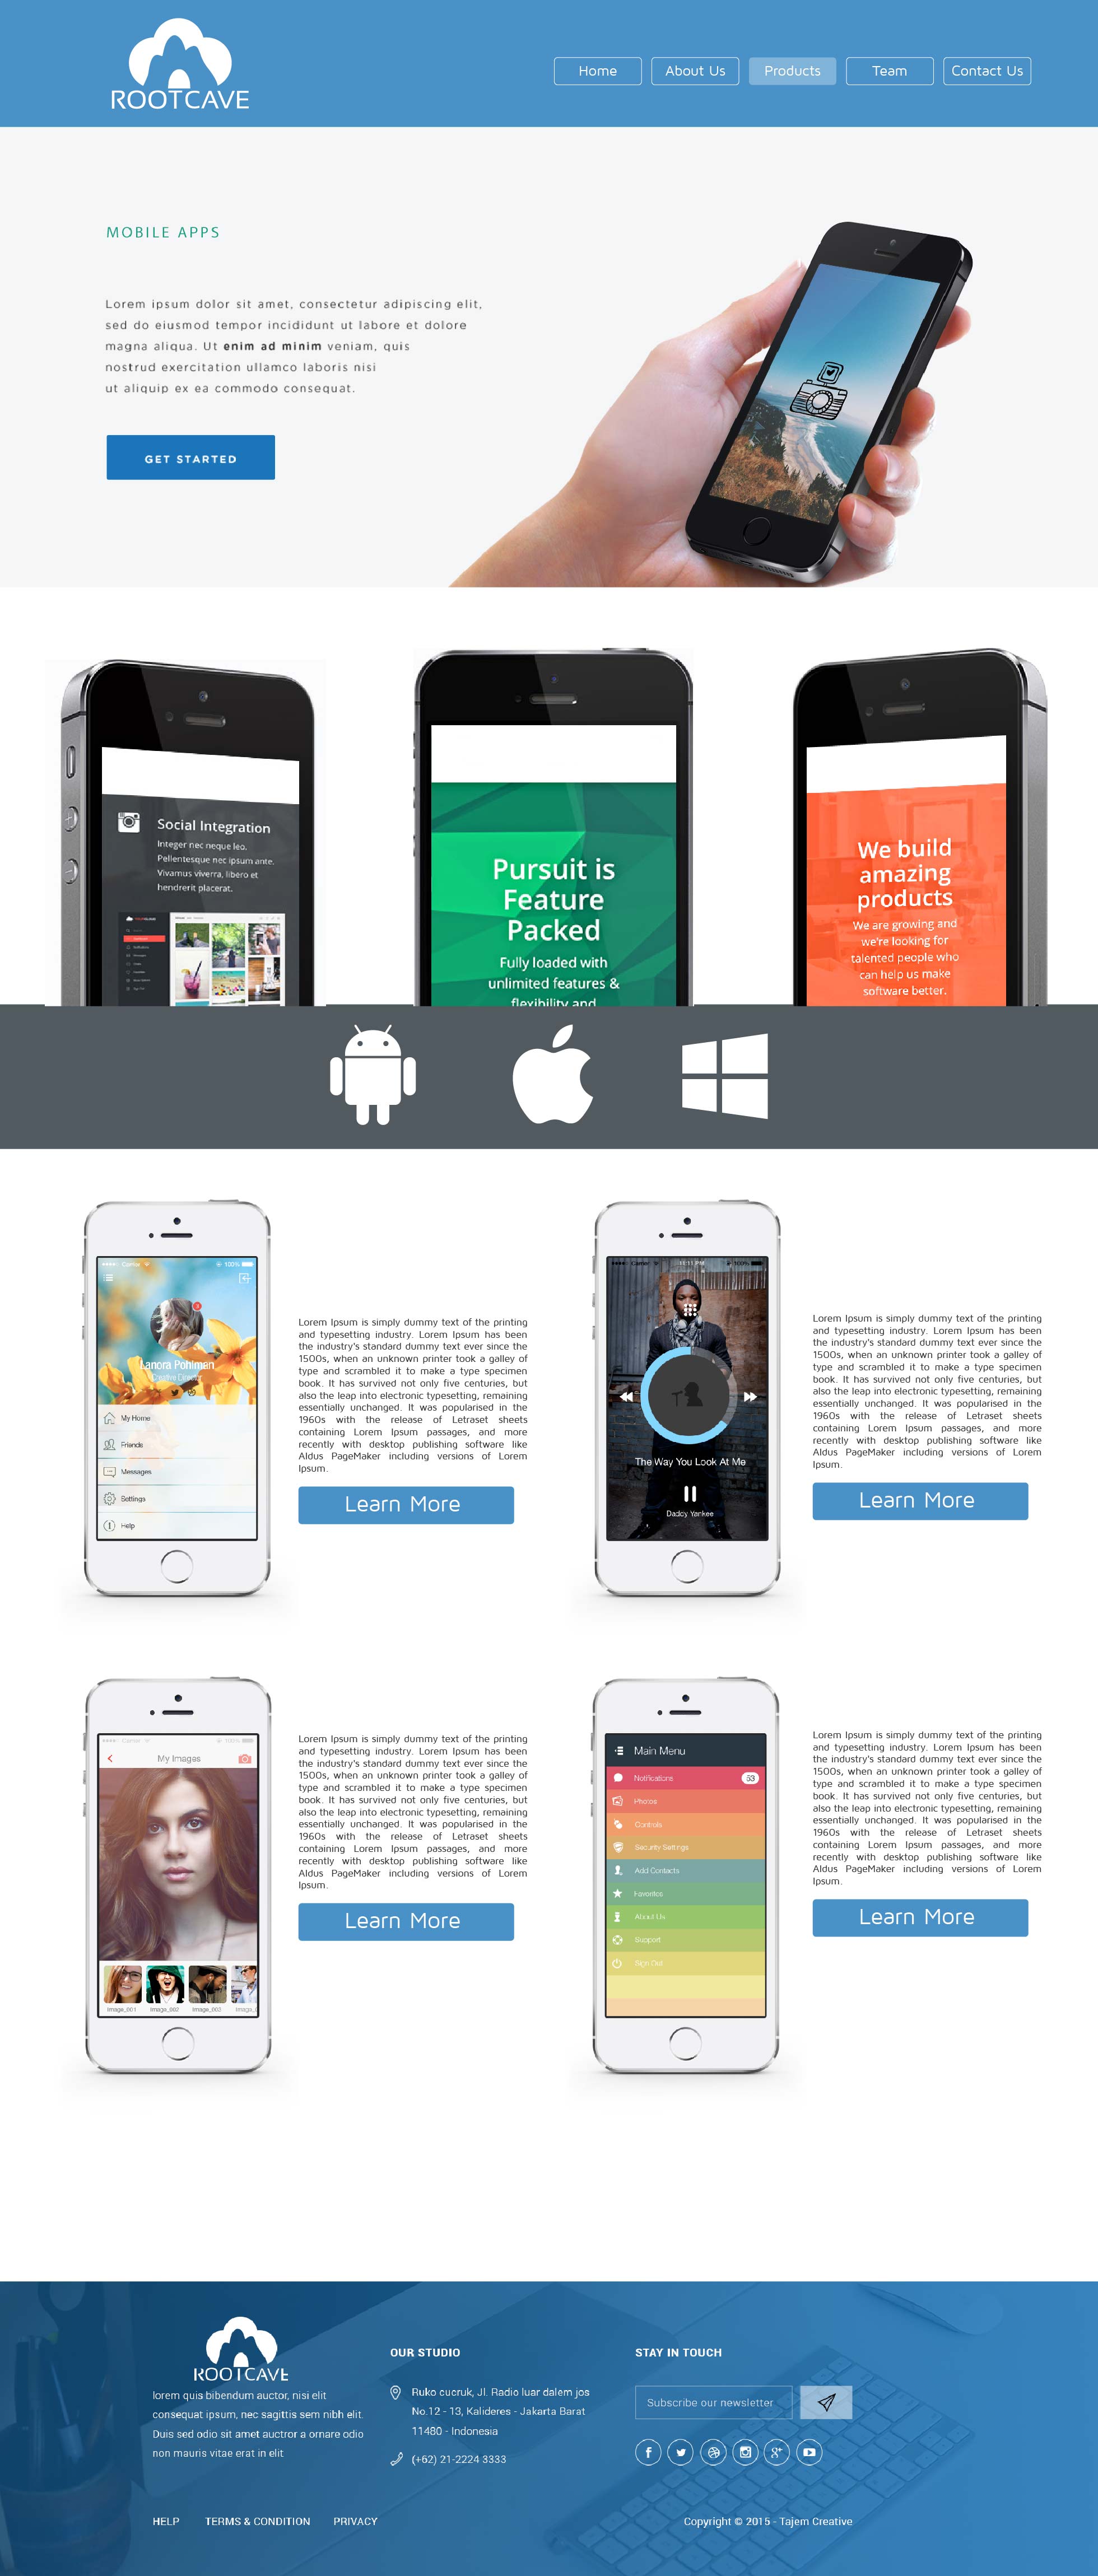 ROOTCAVE
Home
About Us
Products
Team
Contact Us
MOBILE APPS
Lorem ipsum dolor sit amet, consectetur adipiscing elit,
sed do eiusmod tempor incididunt ut labore et dolore
magna aliqua. Ut enim ad minim veniam, quis
nostrud exercitation ullamco laboris nisi
ut aliquip ex ea commodo consequat.
GET STARTED
Social Integration
Integer nec neque leo.
Pellentesque nec ipsum ante.
Vivamus viverra, libero et
hendrerit placerat.
Pursuit is
Feature
Packed
Fully loaded with
unlimited features &
flexibility and
We build
amazing
products
We are growing and
we're looking for
talented people who
can help us make
software better.
Carrier
100%
3
Lanora Pohlman
Creative Director
My Home
Friends
Messages
Settings
Help
Lorem Ipsum is simply dummy text of the printing
and typesetting industry. Lorem Ipsum has been
the industry's standard dummy text ever since the
1500s, when an unknown printer took a galley of
type and scrambled it to make a type specimen
book. It has survived not only five centuries, but
also the leap into electronic typesetting, remaining
essentially unchanged. It was popularised in the
1960s with the release of Letraset sheets
containing Lorem Ipsum passages, and more
recently with desktop publishing software like
Aldus PageMaker including versions of Lorem
Ipsum.
Learn More
Carrier
11:11 PM
100%
The Way You Look At Me
Daddy Yankee
Lorem Ipsum is simply dummy text of the printing
and typesetting industry. Lorem Ipsum has been
the industry's standard dummy text ever since the
1500s, when an unknown printer took a galley of
type and scrambled it to make a type specimen
book. It has survived not only five centuries, but
also the leap into electronic typesetting, remaining
essentially unchanged. It was popularised in the
1960s with the release of Letraset sheets
containing Lorem Ipsum passages, and more
recently with desktop publishing software like
Aldus PageMaker including versions of Lorem
Ipsum.
Learn More
Carrier
100%
My Images
Image_001
Image_002
Image_003
Image_0
Lorem Ipsum is simply dummy text of the printing
and typesetting industry. Lorem Ipsum has been
the industry's standard dummy text ever since the
1500s, when an unknown printer took a galley of
type and scrambled it to make a type specimen
book. It has survived not only five centuries, but
also the leap into electronic typesetting, remaining
essentially unchanged. It was popularised in the
1960s with the release of Letraset sheets
containing Lorem Ipsum passages, and more
recently with desktop publishing software like
Aldus PageMaker including versions of Lorem
Ipsum.
Learn More
Main Menu
Notifications
53
Photos
Controls
Security Settings
Add Contacts
Favorites
About Us
Support
Sign Out
Lorem Ipsum is simply dummy text of the printing
and typesetting industry. Lorem Ipsum has been
the industry's standard dummy text ever since the
1500s, when an unknown printer took a galley of
type and scrambled it to make a type specimen
book. It has survived not only five centuries, but
also the leap into electronic typesetting, remaining
essentially unchanged. It was popularised in the
1960s with the release of Letraset sheets
containing Lorem Ipsum passages, and more
recently with desktop publishing software like
Aldus PageMaker including versions of Lorem
Ipsum.
Learn More
ROOTCAVE
lorem quis bibendum auctor, nisi elit
consequat ipsum, nec sagittis sem nibh elit.
Duis sed odio sit amet auctror a ornare odio
non mauris vitae erat in elit
OUR STUDIO
Ruko cucruk, Jl. Radio luar dalem jos
No.12 - 13, Kalideres - Jakarta Barat
11480 - Indonesia
(+62) 21-2224 3333
STAY IN TOUCH
Subscribe our newsletter
HELP
TERMS & CONDITION
PRIVACY
Copyright © 2015 - Tajem Creative